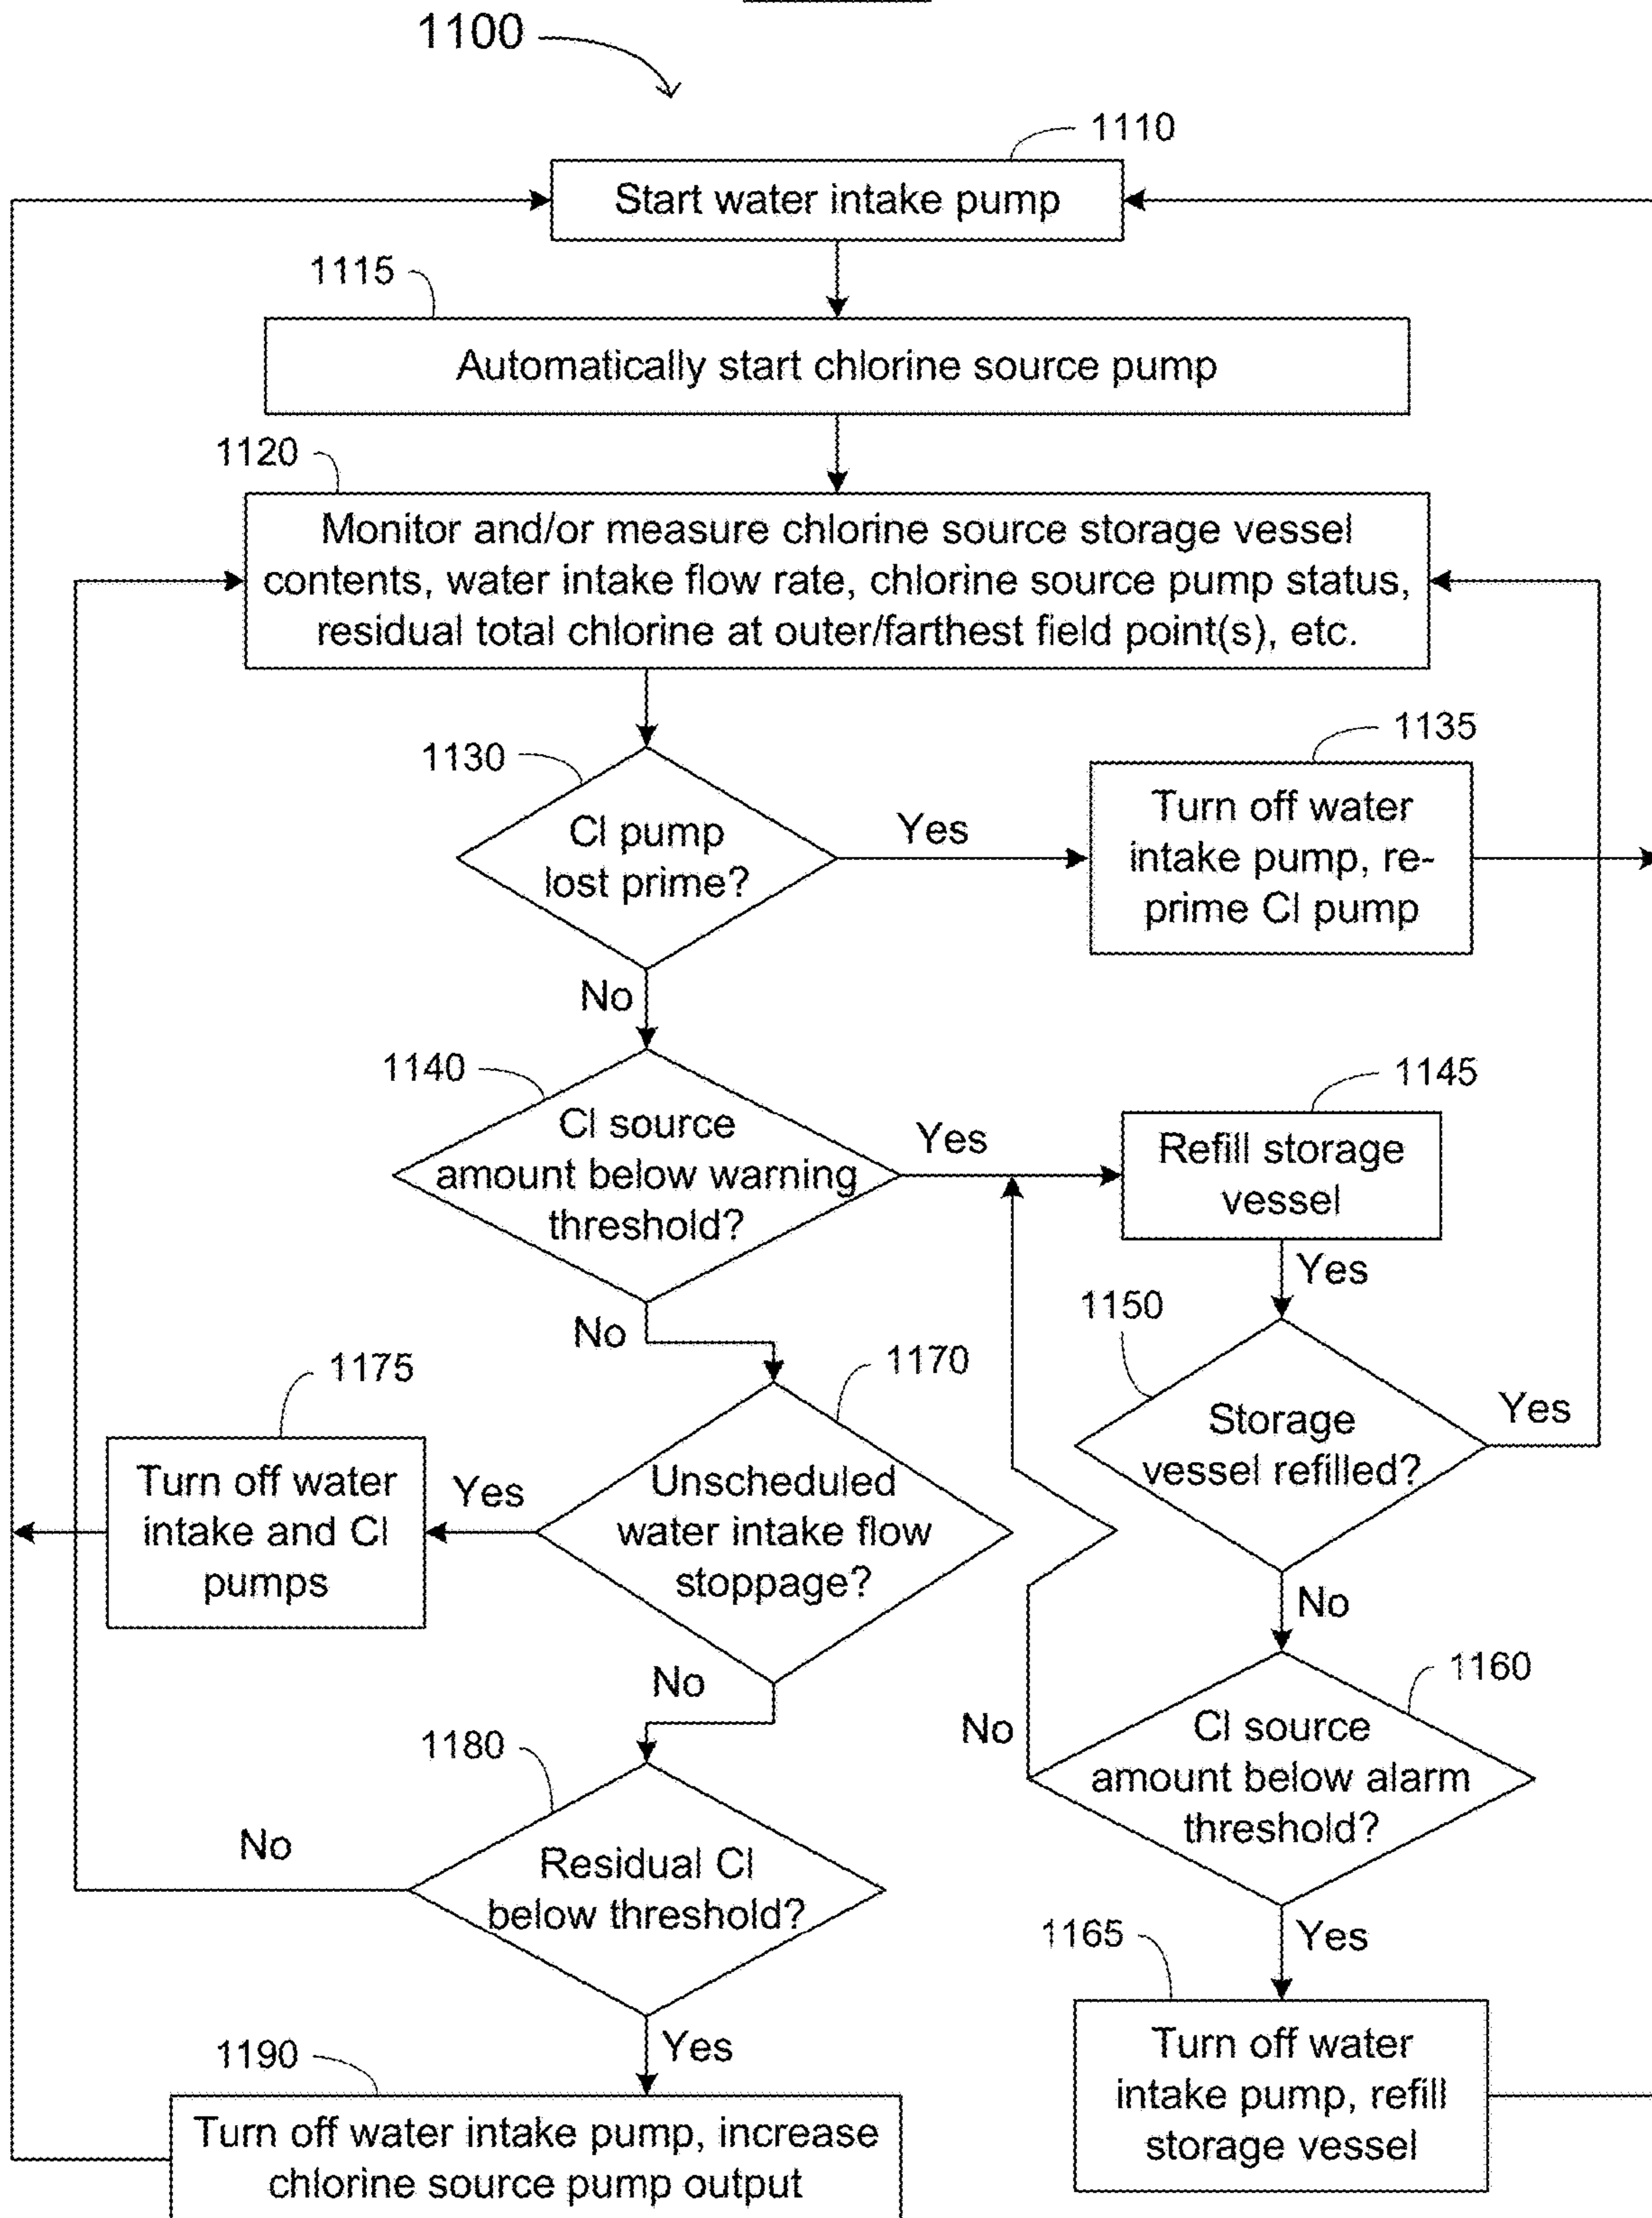 1100
1110
Start water intake pump
1115
Automatically start chlorine source pump
1120
Monitor and/or measure chlorine source storage vessel
contents, water intake flow rate, chlorine source pump status,
residual total chlorine at outer/farthest field point(s), etc.
1130
Cl pump
lost prime?
Yes
1135
Turn off water
intake pump, re-
prime Cl pump
No
1140
Cl source
amount below warning
threshold?
Yes
1145
Refill storage
vessel
Yes
No
1150
Storage
vessel refilled?
Yes
1170
Unscheduled
water intake flow
stoppage?
Yes
1175
Turn off water
intake and Cl
pumps
No
No
1160
Cl source
amount below alarm
threshold?
No
1180
Residual Cl
below threshold?
No
Yes
1165
Turn off water
intake pump, refill
storage vessel
Yes
1190
Turn off water intake pump, increase
chlorine source pump output